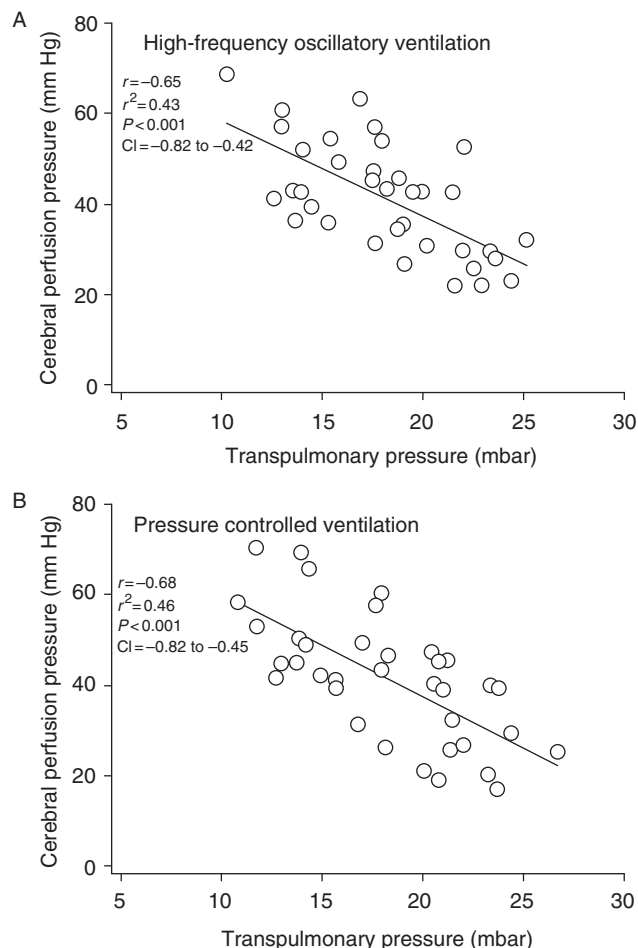 A
High-frequency oscillatory ventilation
r=−0.65
r²=0.43
P<0.001
CI=−0.82 to −0.42
Cerebral perfusion pressure (mm Hg)
80
60
40
20
0
5 10 15 20 25 30
Transpulmonary pressure (mbar)
B
Pressure controlled ventilation
r=−0.68
r²=0.46
P<0.001
CI=−0.82 to −0.45
Cerebral perfusion pressure (mm Hg)
80
60
40
20
0
5 10 15 20 25 30
Transpulmonary pressure (mbar)